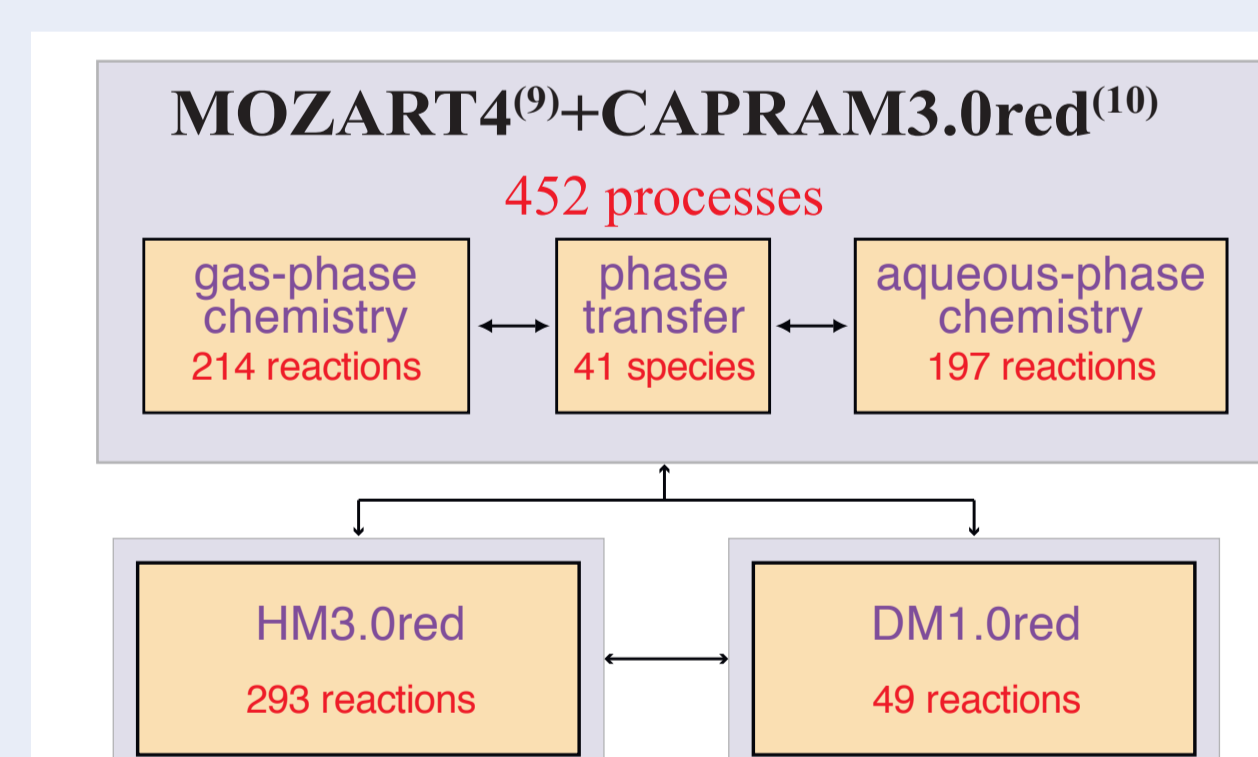 MOZART4(9)+CAPRAM3.0red(10)
452 processes
gas-phase
chemistry
214 reactions
phase
transfer
41 species
aqueous-phase
chemistry
197 reactions
HM3.0red
293 reactions
DM1.0red
49 reactions